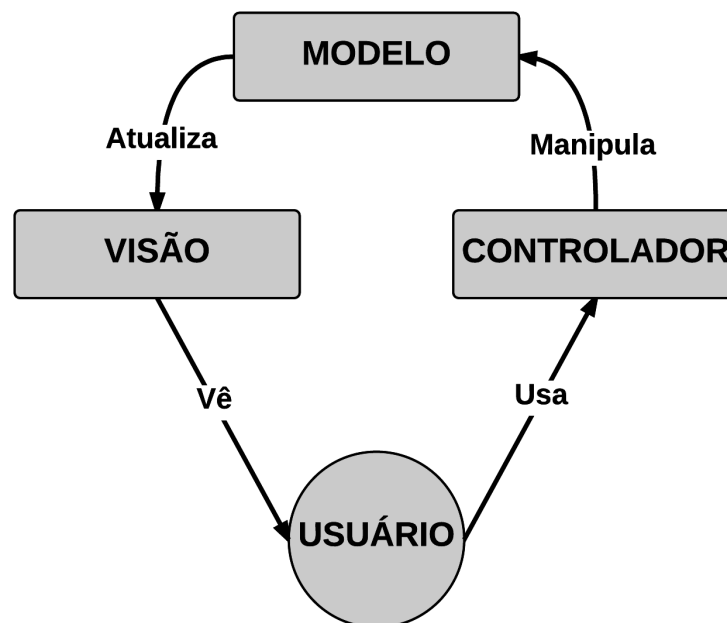 MODELO
Atualiza
Manipula
VISÃO
CONTROLADOR
Vê
Usa
USUÁRIO